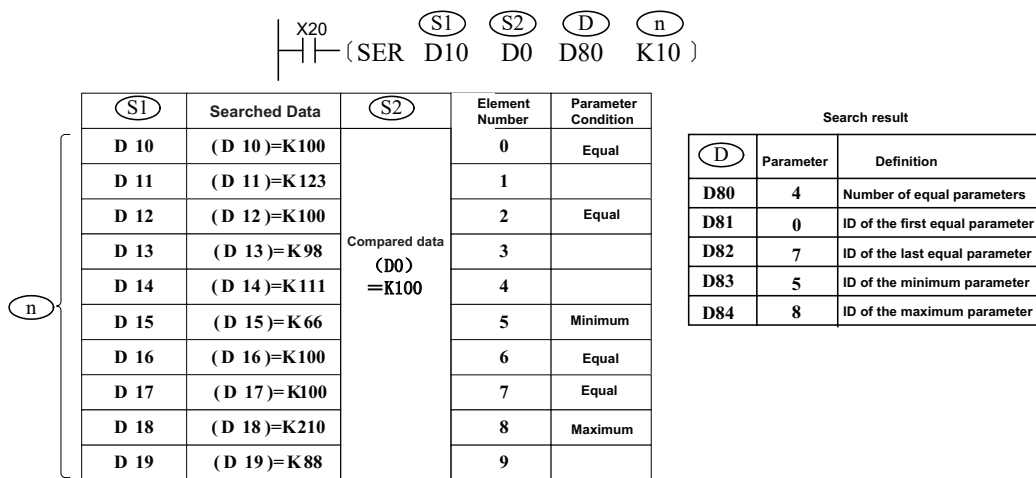 X20
S1 S2 D n
SER D10 D0 D80 K10
S1 Searched Data S2 Element Number Parameter Condition
D 10 (D 10)=K100 0 Equal
D 11 (D 11)=K123 1
D 12 (D 12)=K100 2 Equal
D 13 (D 13)=K98 3
D 14 (D 14)=K111 4
D 15 (D 15)=K66 5 Minimum
D 16 (D 16)=K100 6 Equal
D 17 (D 17)=K100 7 Equal
D 18 (D 18)=K210 8 Maximum
D 19 (D 19)=K88 9
Compared data
(D0)
=K100
n
Search result
D Parameter Definition
D80 4 Number of equal parameters
D81 0 ID of the first equal parameter
D82 7 ID of the last equal parameter
D83 5 ID of the minimum parameter
D84 8 ID of the maximum parameter